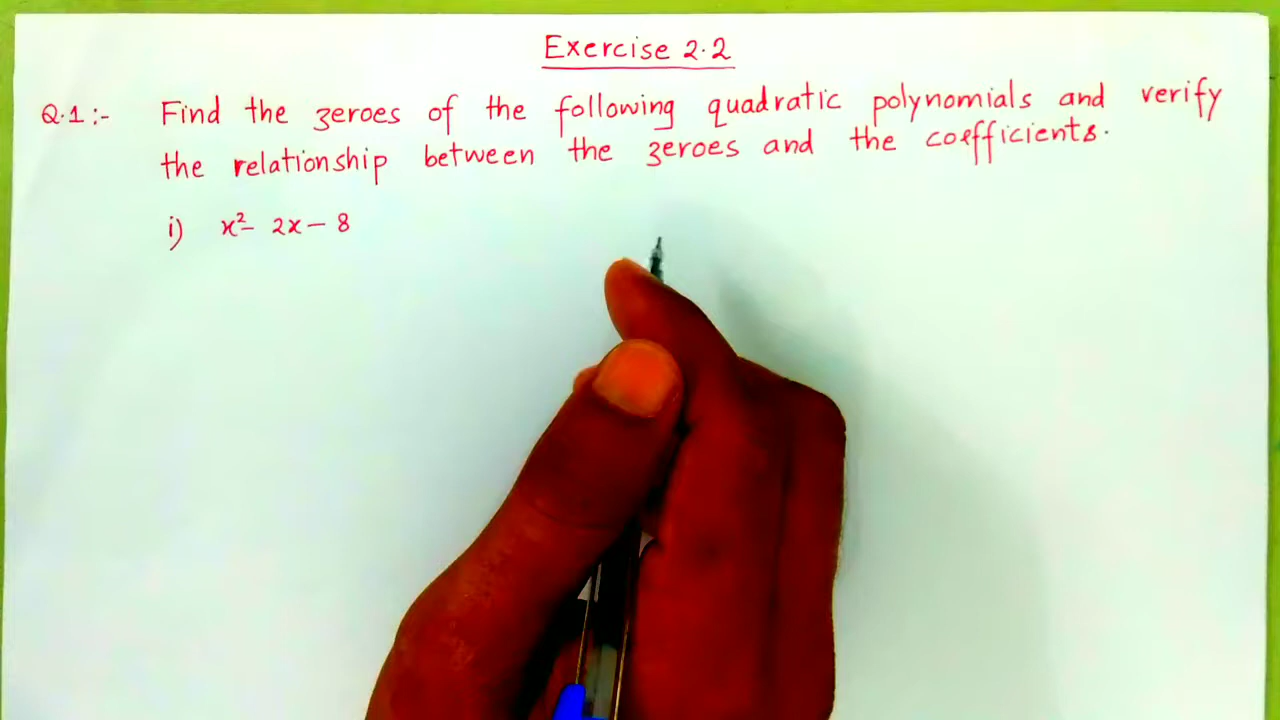 Exercise 2.2
Q.1:- Find the zeroes of the following quadratic polynomials and verify
the relationship between the zeroes and the coefficients.
i) x² - 2x - 8